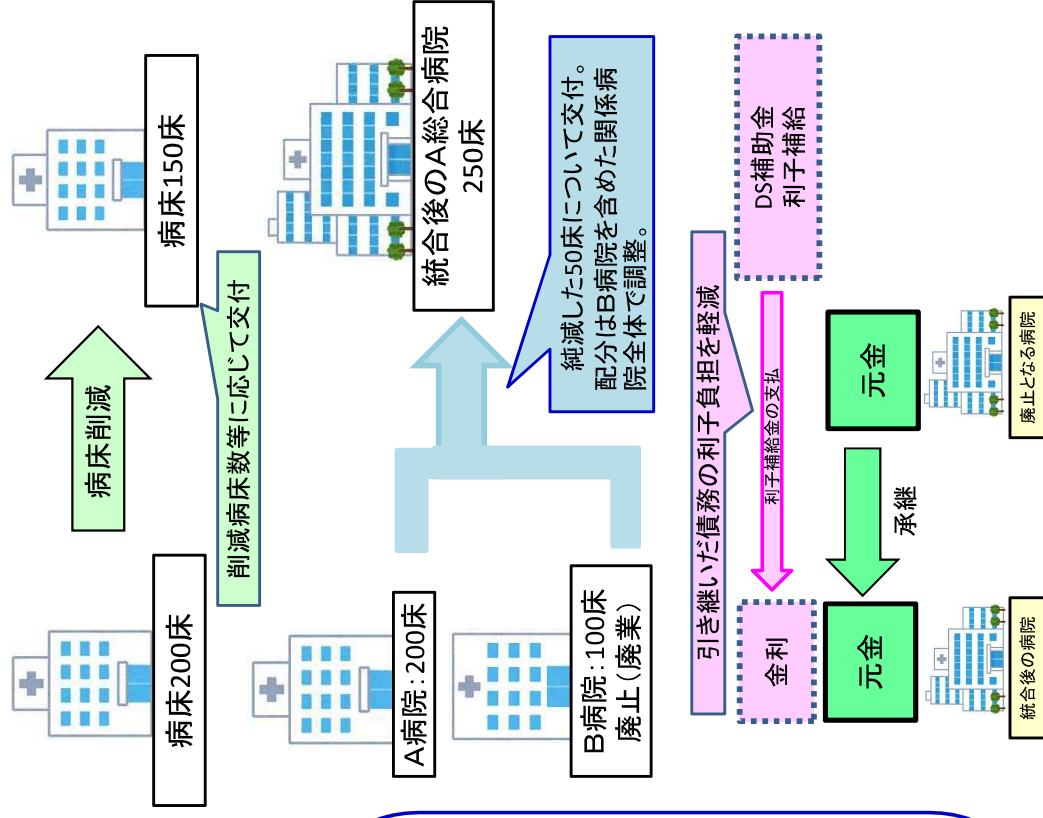 病床200床
病床削減
病床150床
削減病床数等に応じて交付
A病院：200床
B病院：100床
廃止（廃業）
統合後のA総合病院
250床
純減した50床について交付。
配分はB病院を含めた関係病
院全体で調整。
引き継いだ債務の利子負担を軽減
金利
利子補給金の支払
DS補助金
利子補給
元金
承継
元金
統合後の病院
廃止となる病院